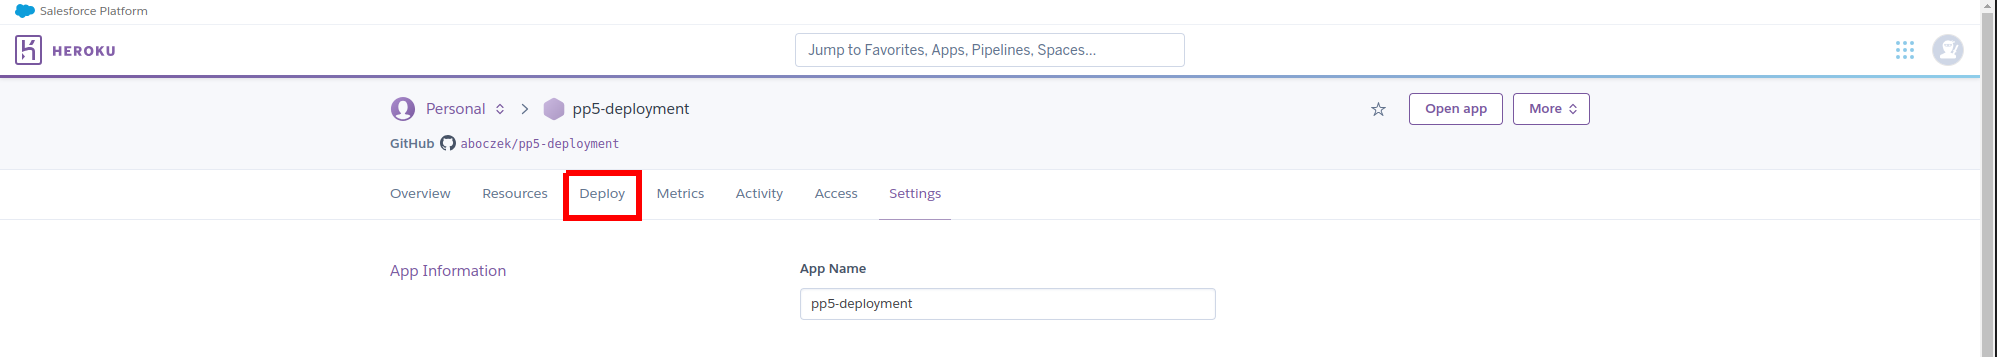 Salesforce Platform
HEROKU
Jump to Favorites, Apps, Pipelines, Spaces...
Personal pp5-deployment
Open app
More
GitHub aboczek/pp5-deployment
Overview Resources Deploy Metrics Activity Access Settings
App Information
App Name
pp5-deployment